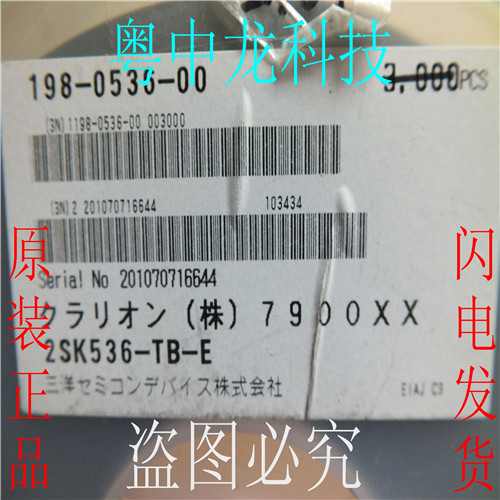 粤中龙科技
198-0536-00
3,000PCS
(3N)1198-0536-00 003000
(3N)2 201070716644 103434
Serial No 201070716644
クラリオン(株)7900XX
2SK536-TB-E
三洋セミコンデバイス株式会社
EIAJ C3
原装正品
闪电发货
盗图必究